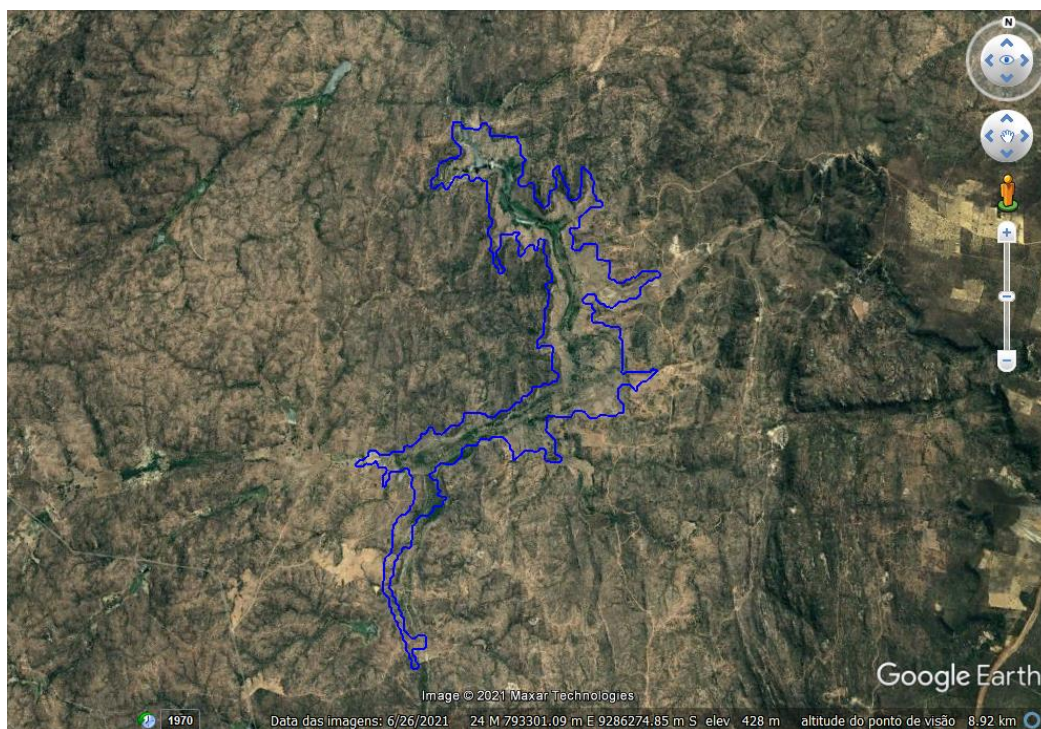 N
Google Earth
Image © 2021 Maxar Technologies
1970 Data das imagens: 6/26/2021 24 M 793301.09 m E 9286274.85 m S elev 428 m altitude do ponto de visão 8.92 km